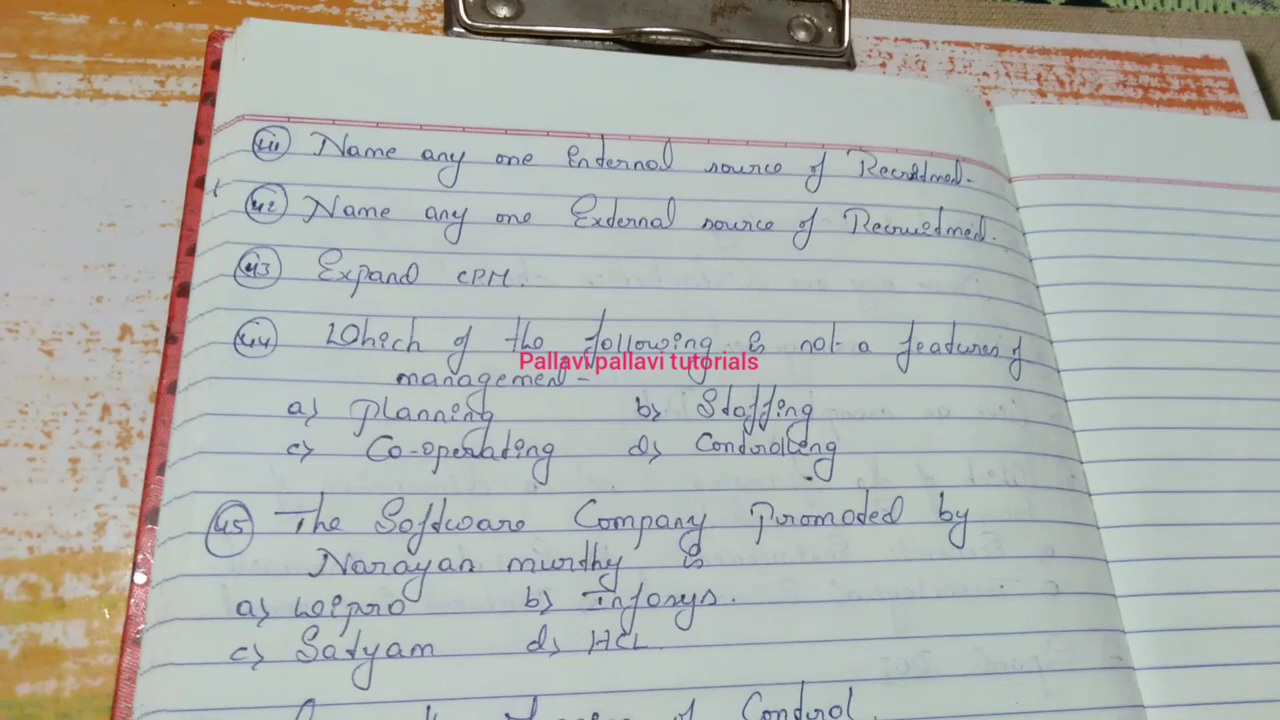 41 Name any one Internal source of Recruitment.
42 Name any one External source of Recruitment.
43 Expand CPM.
44 Which of the following is not a features of
Pallavi pallavi tutorials
management-
a) planning b) Staffing
c) Co-operating d) Controlling
45 The Software Company Promoted by
Narayan murthy is
a) Wipro b) Infosys.
c) Satyam d) HCL.
of Control.